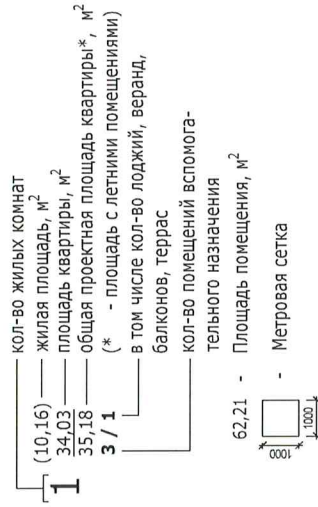 кол-во жилых комнат
1
(10,16) жилая площадь, м²
34,03 площадь квартиры, м²
35,18 общая проектная площадь квартиры*, м²
(* - площадь с летними помещениями)
3 / 1 в том числе кол-во лоджий, веранд,
балконов, террас
кол-во помещений вспомога-
тельного назначения
62,21 - Площадь помещения, м²
1000
1000
- Метровая сетка